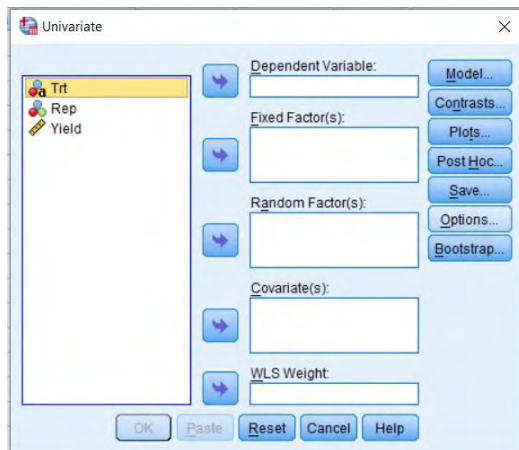 Univariate
Trt
Rep
Yield
Dependent Variable:
Fixed Factor(s):
Random Factor(s):
Covariate(s):
WLS Weight:
Model...
Contrasts...
Plots...
Post Hoc...
Save...
Options...
Bootstrap...
OK
Paste
Reset
Cancel
Help